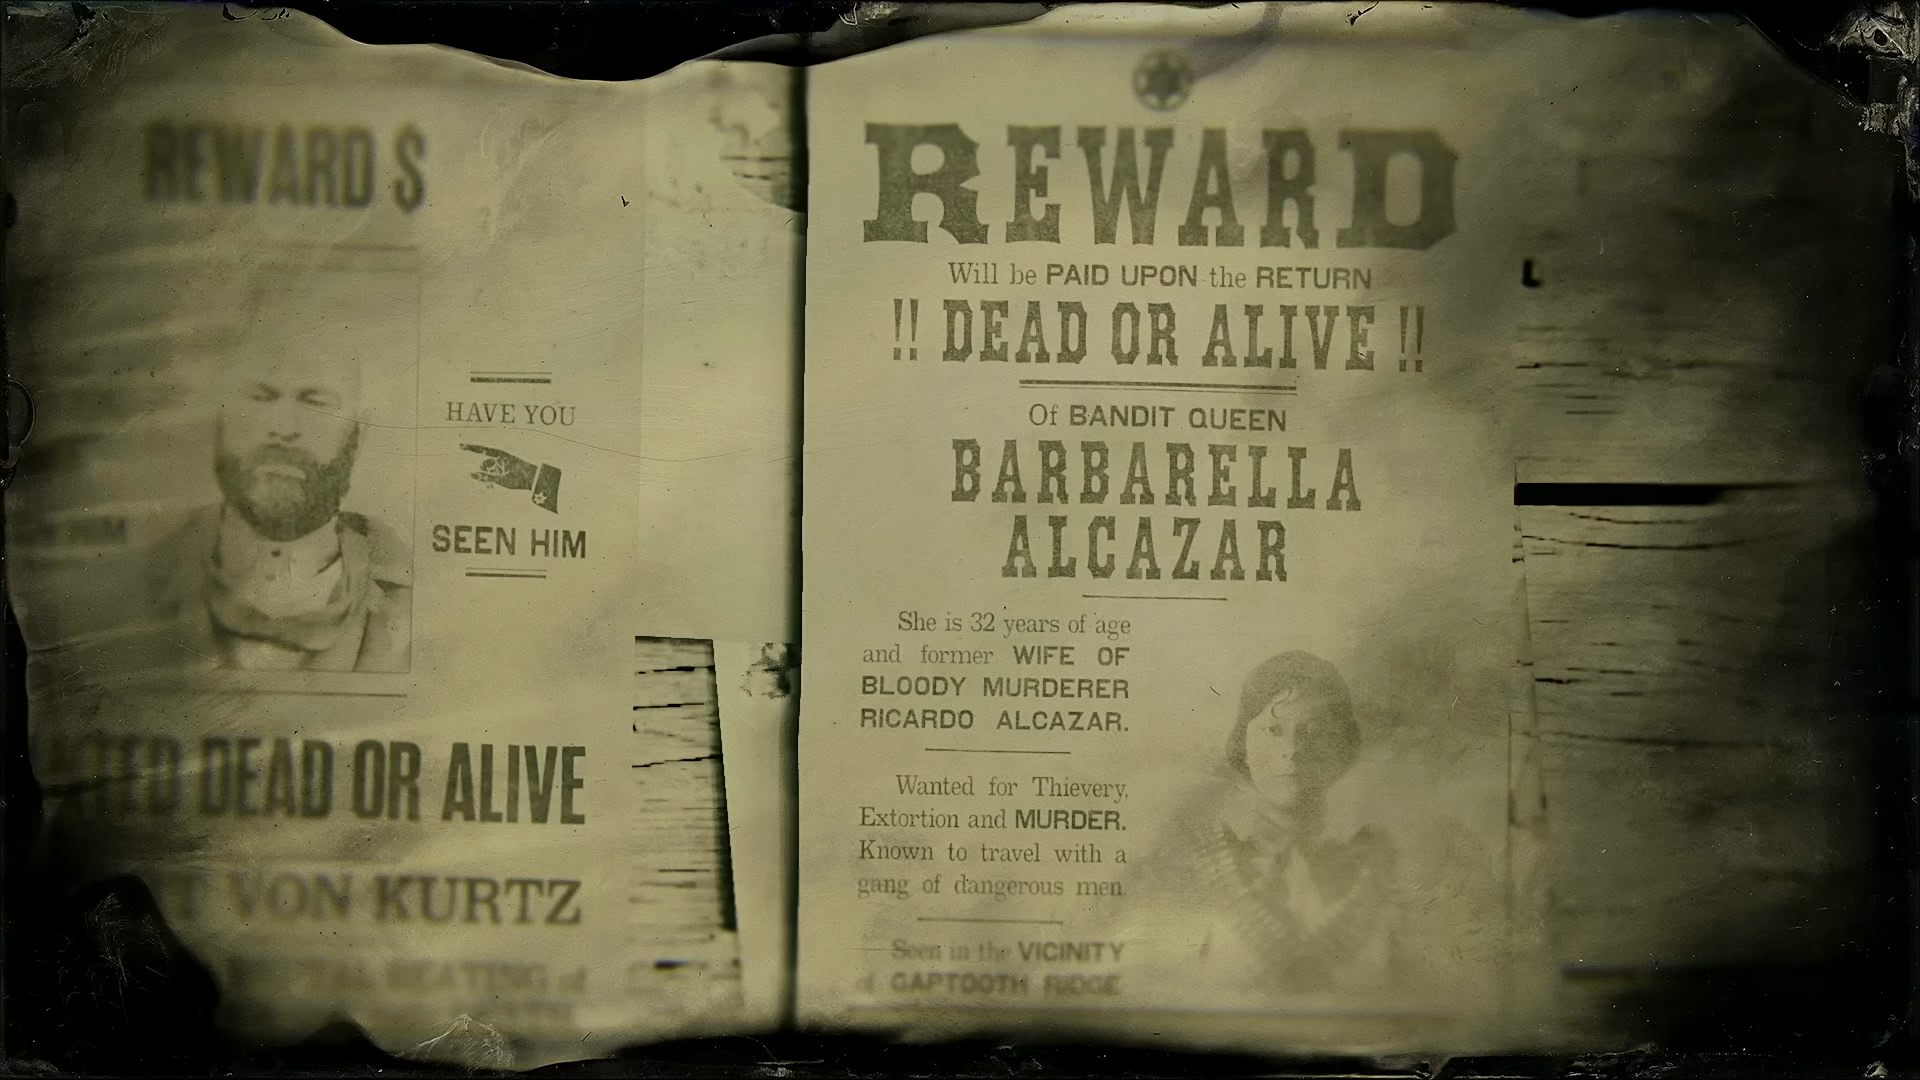 REWARD $
HAVE YOU
SEEN HIM
DEAD OR ALIVE
VON KURTZ
BEATING of
REWARD
Will be PAID UPON the RETURN
!! DEAD OR ALIVE !!
Of BANDIT QUEEN
BARBARELLA
ALCAZAR
She is 32 years of age
and former WIFE OF
BLOODY MURDERER
RICARDO ALCAZAR.
Wanted for Thievery,
Extortion and MURDER.
Known to travel with a
gang of dangerous men.
Seen in the VICINITY
of GAPTOOTH RIDGE